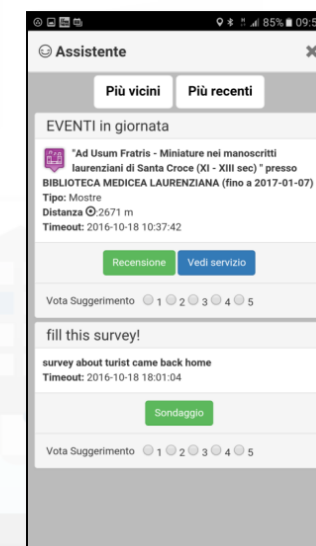 85% 09:5
Assistente
Più vicini Più recenti
EVENTI in giornata
"Ad Usum Fratris - Miniature nei manoscritti
laurenziani di Santa Croce (XI - XIII sec) " presso
BIBLIOTECA MEDICEA LAURENZIANA (fino a 2017-01-07)
Tipo: Mostre
Distanza :2671 m
Timeout: 2016-10-18 10:37:42
Recensione Vedi servizio
Vota Suggerimento 1 2 3 4 5
fill this survey!
survey about turist came back home
Timeout: 2016-10-18 18:01:04
Sondaggio
Vota Suggerimento 1 2 3 4 5